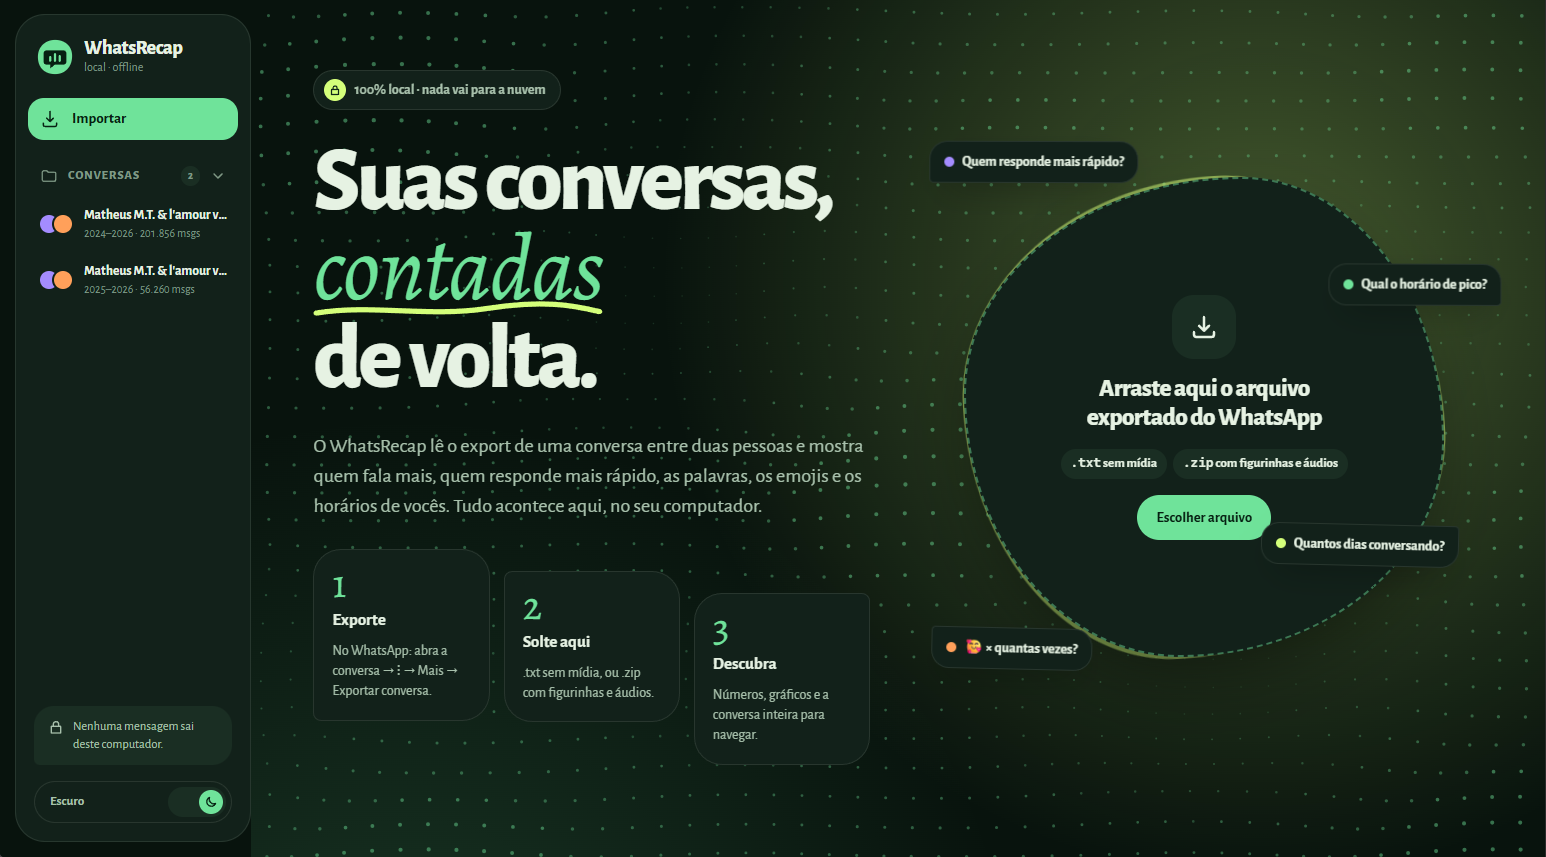 WhatsRecap
local · offline
Importar
CONVERSAS 2
Matheus M.T. & l'amour v...
2024–2026 · 201.856 msgs
Matheus M.T. & l'amour v...
2025–2026 · 56.260 msgs
Nenhuma mensagem sai
deste computador.
Escuro
100% local · nada vai para a nuvem
Suas conversas,
contadas
de volta.
O WhatsRecap lê o export de uma conversa entre duas pessoas e mostra
quem fala mais, quem responde mais rápido, as palavras, os emojis e os
horários de vocês. Tudo acontece aqui, no seu computador.
1
Exporte
No WhatsApp: abra a
conversa → ⋮ → Mais →
Exportar conversa.
2
Solte aqui
.txt sem mídia, ou .zip
com figurinhas e áudios.
3
Descubra
Números, gráficos e a
conversa inteira para
navegar.
Quem responde mais rápido?
Qual o horário de pico?
Arraste aqui o arquivo
exportado do WhatsApp
.txt sem mídia .zip com figurinhas e áudios
Escolher arquivo
Quantos dias conversando?
🥰 × quantas vezes?